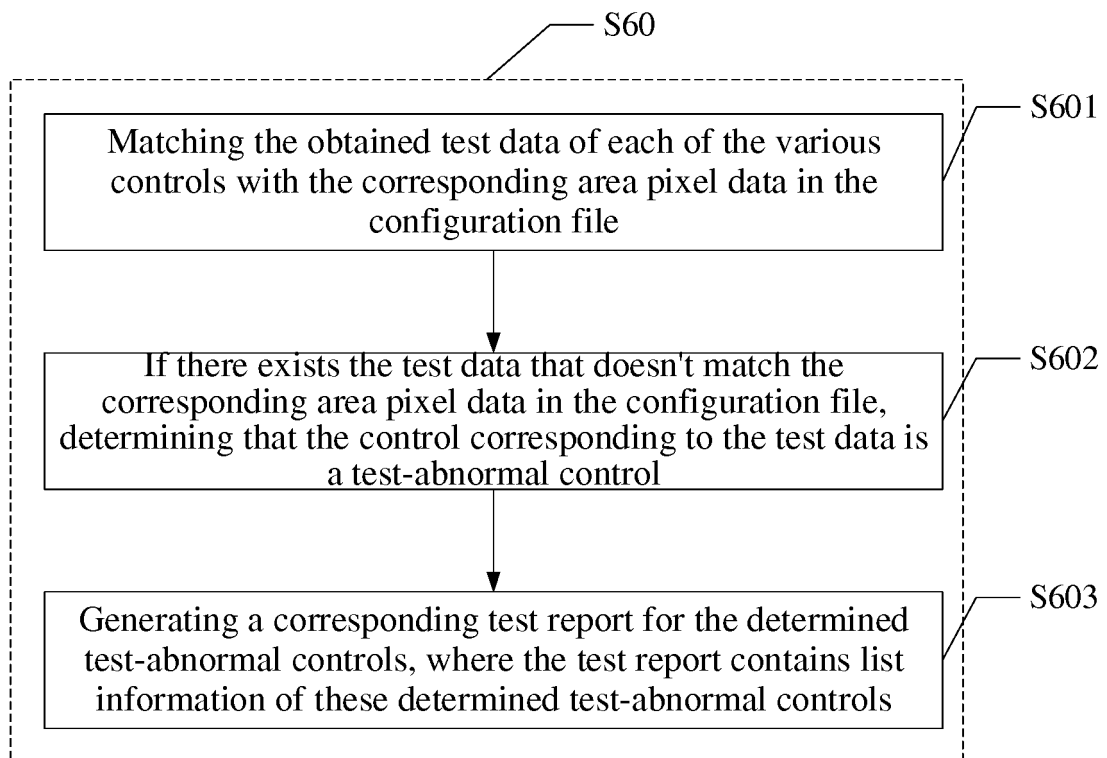 S60
S601
Matching the obtained test data of each of the various
controls with the corresponding area pixel data in the
configuration file
S602
If there exists the test data that doesn't match the
corresponding area pixel data in the configuration file,
determining that the control corresponding to the test data is
a test-abnormal control
S603
Generating a corresponding test report for the determined
test-abnormal controls, where the test report contains list
information of these determined test-abnormal controls